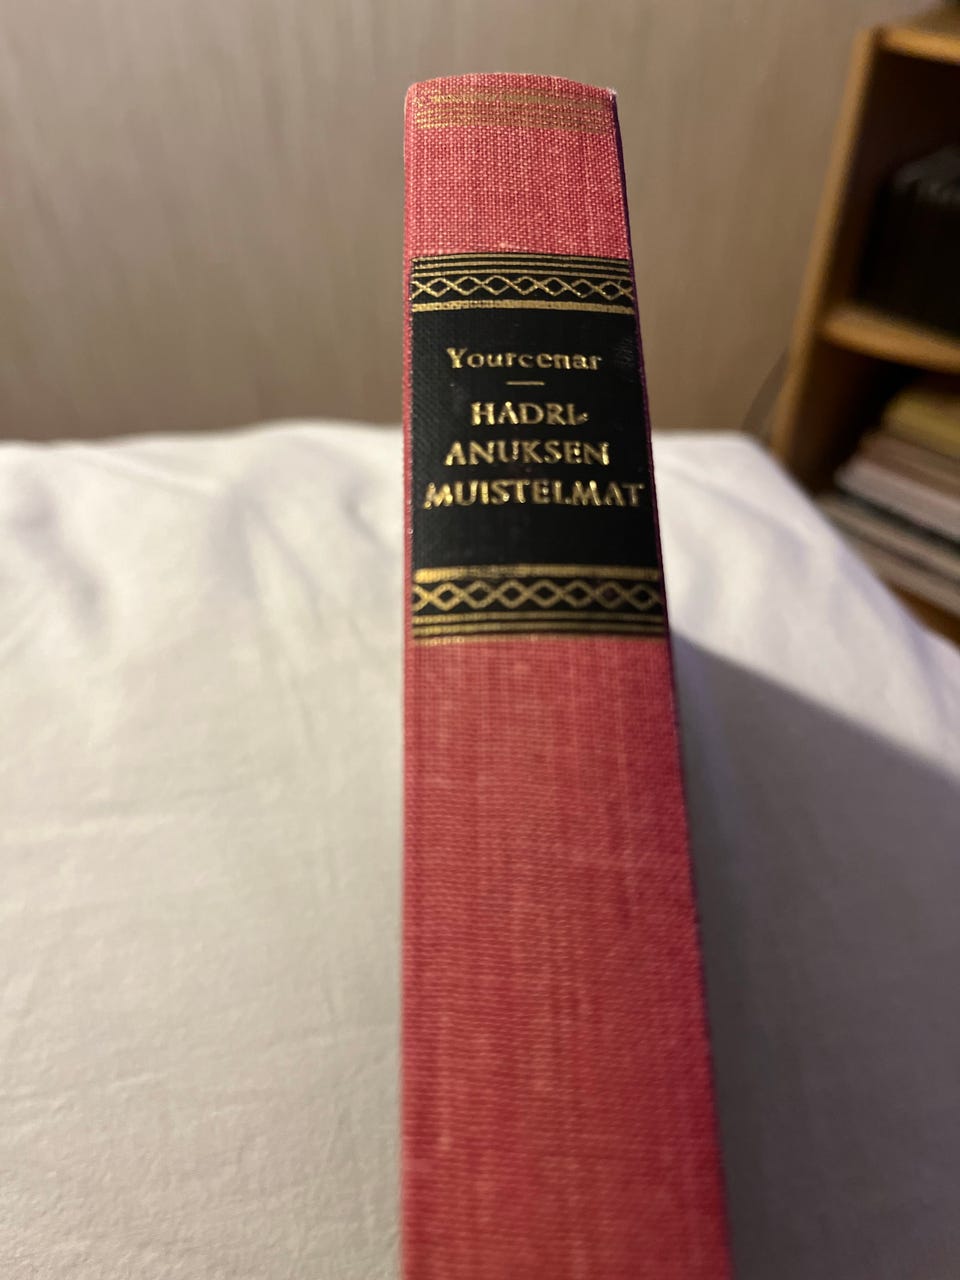 Yourcenar
HADRI-
ANUKSEN
MUISTELMAT